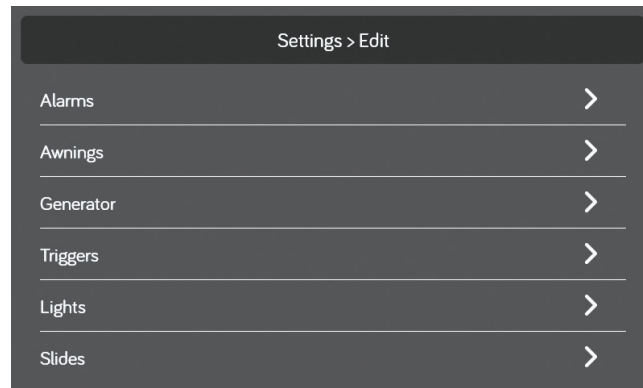 Settings > Edit
Alarms
Awnings
Generator
Triggers
Lights
Slides